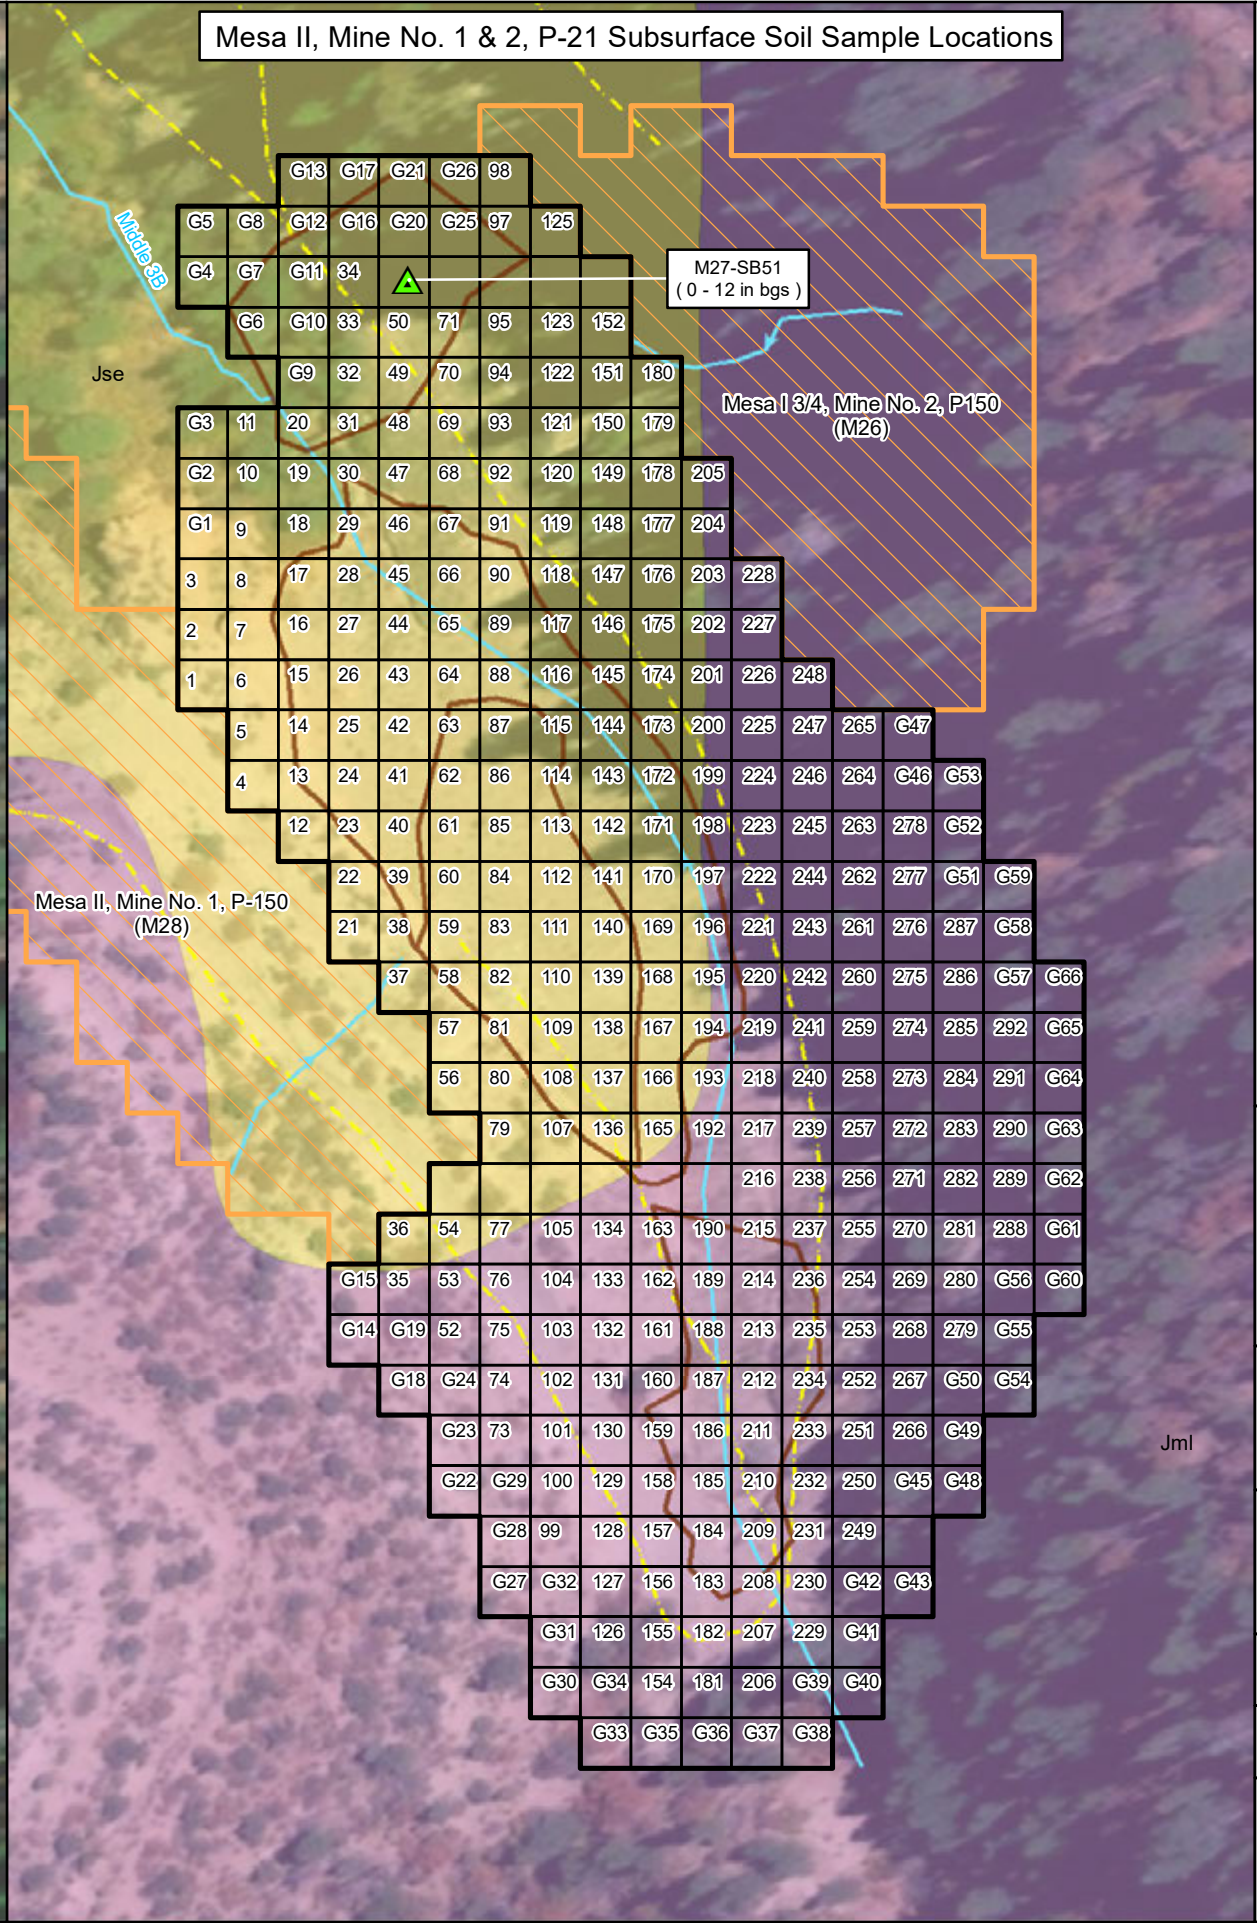 Mesa II, Mine No. 1 & 2, P-21 Subsurface Soil Sample Locations
G13 G17 G21 G26 98
G5 G8 G12 G16 G20 G25 97 125
Middle 3B
G4 G7 G11 34
M27-SB51
( 0 - 12 in bgs )
G6 G10 33 50 71 95 123 152
Jse
G9 32 49 70 94 122 151 180
Mesa I 3/4, Mine No. 2, P150
(M26)
G3 11 20 31 48 69 93 121 150 179
G2 10 19 30 47 68 92 120 149 178 205
G1 9 18 29 46 67 91 119 148 177 204
3 8 17 28 45 66 90 118 147 176 203 228
2 7 16 27 44 65 89 117 146 175 202 227
1 6 15 26 43 64 88 116 145 174 201 226 248
5 14 25 42 63 87 115 144 173 200 225 247 265 G47
4 13 24 41 62 86 114 143 172 199 224 246 264 G46 G53
12 23 40 61 85 113 142 171 198 223 245 263 278 G52
22 39 60 84 112 141 170 197 222 244 262 277 G51 G59
Mesa II, Mine No. 1, P-150
(M28)
21 38 59 83 111 140 169 196 221 243 261 276 287 G58
37 58 82 110 139 168 195 220 242 260 275 286 G57 G66
57 81 109 138 167 194 219 241 259 274 285 292 G65
56 80 108 137 166 193 218 240 258 273 284 291 G64
79 107 136 165 192 217 239 257 272 283 290 G63
216 238 256 271 282 289 G62
36 54 77 105 134 163 190 215 237 255 270 281 288 G61
G15 35 53 76 104 133 162 189 214 236 254 269 280 G56 G60
G14 G19 52 75 103 132 161 188 213 235 253 268 279 G55
G18 G24 74 102 131 160 187 212 234 252 267 G50 G54
G23 73 101 130 159 186 211 233 251 266 G49
Jml
G22 G29 100 129 158 185 210 232 250 G45 G48
G28 99 128 157 184 209 231 249
G27 G32 127 156 183 208 230 G42 G43
G31 126 155 182 207 229 G41
G30 G34 154 181 206 G39 G40
G33 G35 G36 G37 G38